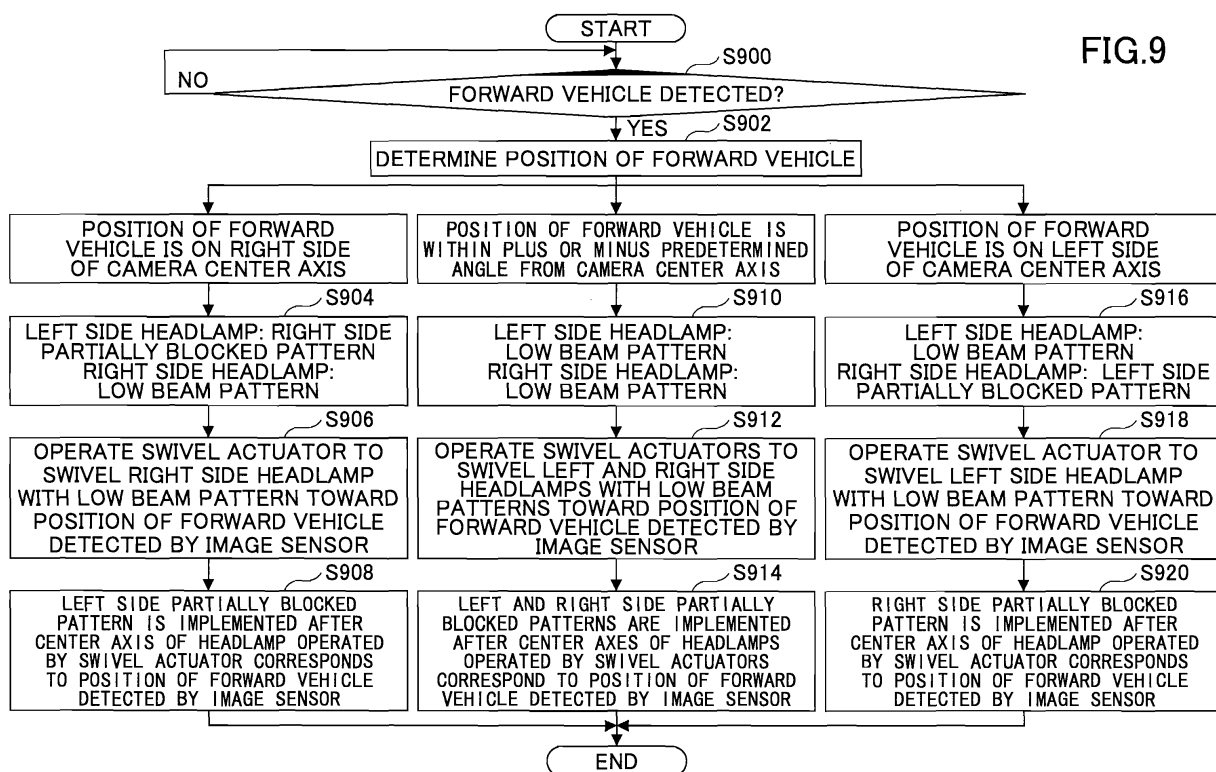 START
FIG.9
S900
NO
FORWARD VEHICLE DETECTED?
YES
S902
DETERMINE POSITION OF FORWARD VEHICLE
POSITION OF FORWARD
VEHICLE IS ON RIGHT SIDE
OF CAMERA CENTER AXIS
S904
LEFT SIDE HEADLAMP: RIGHT SIDE
PARTIALLY BLOCKED PATTERN
RIGHT SIDE HEADLAMP:
LOW BEAM PATTERN
S906
OPERATE SWIVEL ACTUATOR TO
SWIVEL RIGHT SIDE HEADLAMP
WITH LOW BEAM PATTERN TOWARD
POSITION OF FORWARD VEHICLE
DETECTED BY IMAGE SENSOR
S908
LEFT SIDE PARTIALLY BLOCKED
PATTERN IS IMPLEMENTED AFTER
CENTER AXIS OF HEADLAMP OPERATED
BY SWIVEL ACTUATOR CORRESPONDS
TO POSITION OF FORWARD VEHICLE
DETECTED BY IMAGE SENSOR
POSITION OF FORWARD VEHICLE IS
WITHIN PLUS OR MINUS PREDETERMINED
ANGLE FROM CAMERA CENTER AXIS
S910
LEFT SIDE HEADLAMP:
LOW BEAM PATTERN
RIGHT SIDE HEADLAMP:
LOW BEAM PATTERN
S912
OPERATE SWIVEL ACTUATORS TO
SWIVEL LEFT AND RIGHT SIDE
HEADLAMPS WITH LOW BEAM
PATTERNS TOWARD POSITION OF
FORWARD VEHICLE DETECTED BY
IMAGE SENSOR
S914
LEFT AND RIGHT SIDE PARTIALLY
BLOCKED PATTERNS ARE IMPLEMENTED
AFTER CENTER AXES OF HEADLAMPS
OPERATED BY SWIVEL ACTUATORS
CORRESPOND TO POSITION OF FORWARD
VEHICLE DETECTED BY IMAGE SENSOR
POSITION OF FORWARD
VEHICLE IS ON LEFT SIDE
OF CAMERA CENTER AXIS
S916
LEFT SIDE HEADLAMP:
LOW BEAM PATTERN
RIGHT SIDE HEADLAMP: LEFT SIDE
PARTIALLY BLOCKED PATTERN
S918
OPERATE SWIVEL ACTUATOR TO
SWIVEL LEFT SIDE HEADLAMP
WITH LOW BEAM PATTERN TOWARD
POSITION OF FORWARD VEHICLE
DETECTED BY IMAGE SENSOR
S920
RIGHT SIDE PARTIALLY BLOCKED
PATTERN IS IMPLEMENTED AFTER
CENTER AXIS OF HEADLAMP OPERATED
BY SWIVEL ACTUATOR CORRESPONDS
TO POSITION OF FORWARD VEHICLE
DETECTED BY IMAGE SENSOR
END